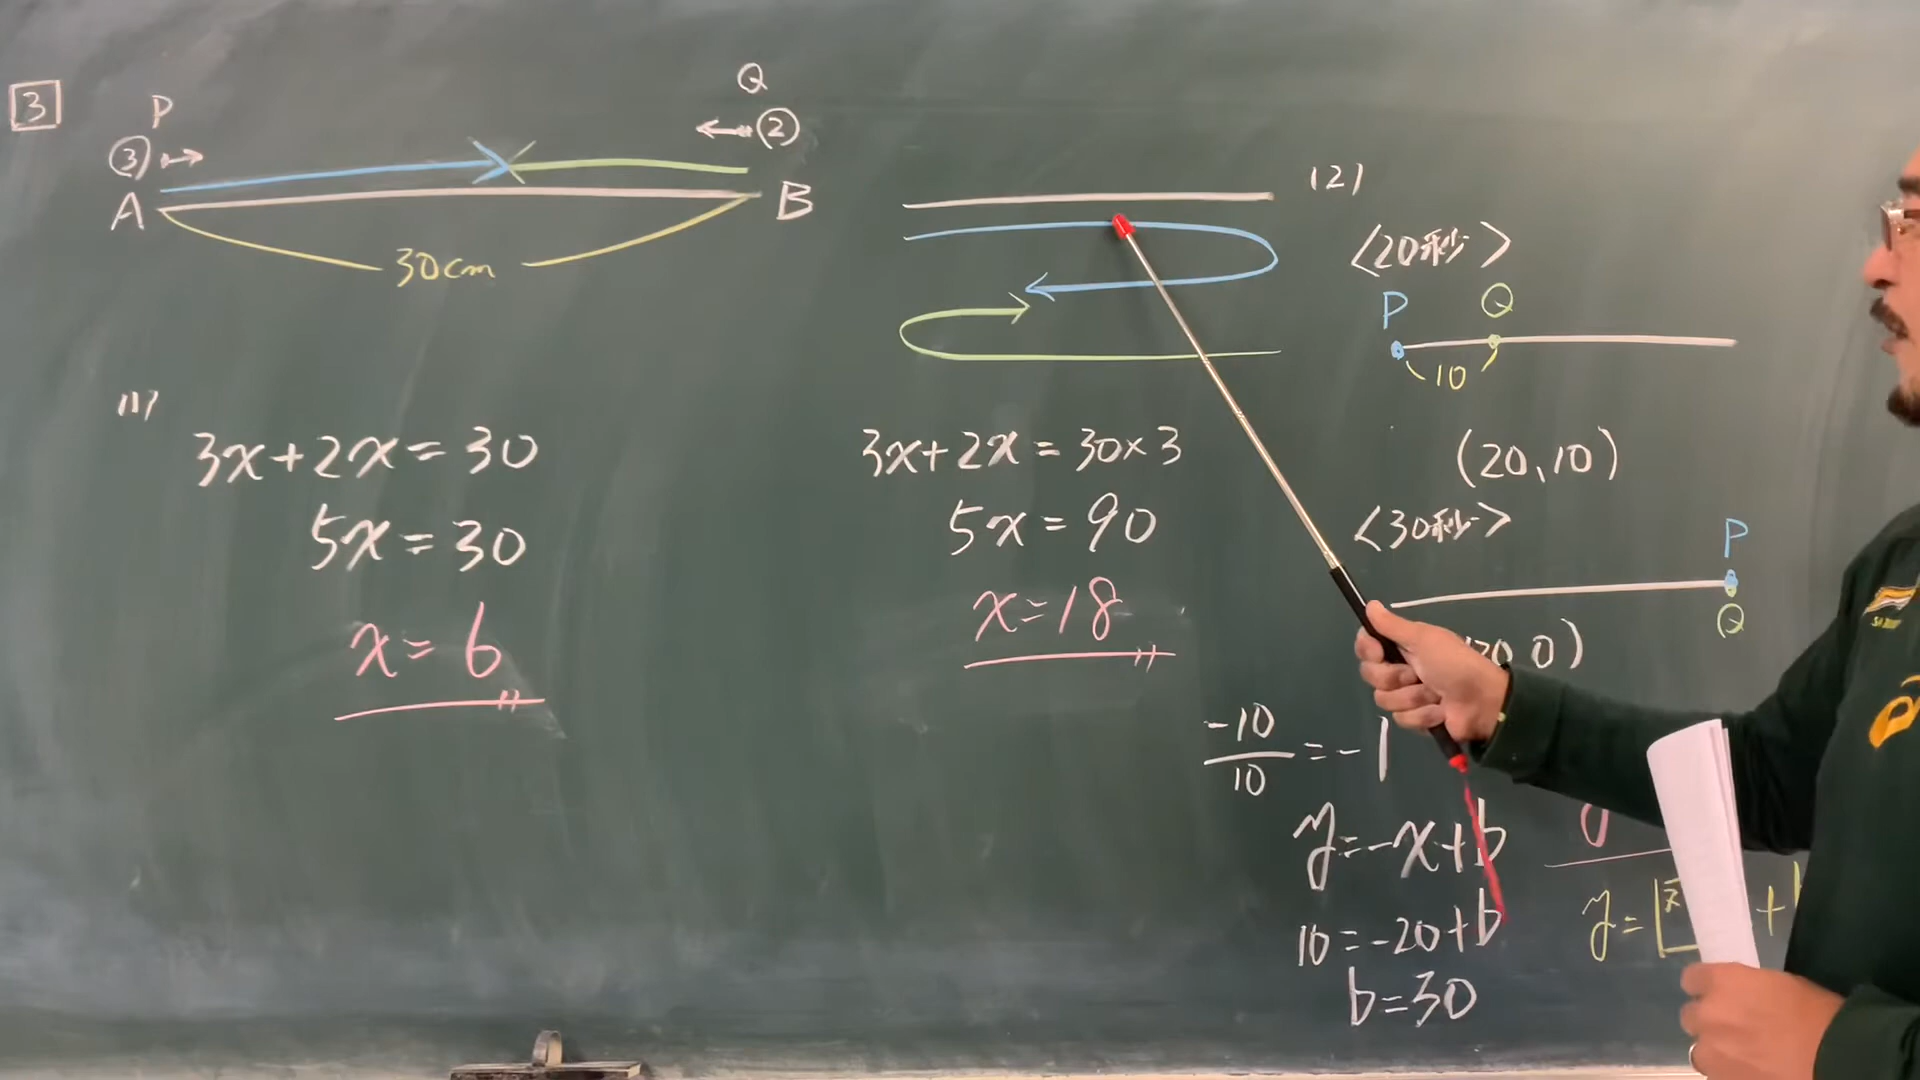 3
P
③→
A
Q
←②
B
30cm
(1)
3x+2x=30
5x=30
x=6
3x+2x=30×3
5x=90
x=18
(2)
<20秒>
P Q
10
(20,10)
<30秒>
P
Q
0)
-10/10=-1
y=-x+b
10=-20+b
b=30
y=
+